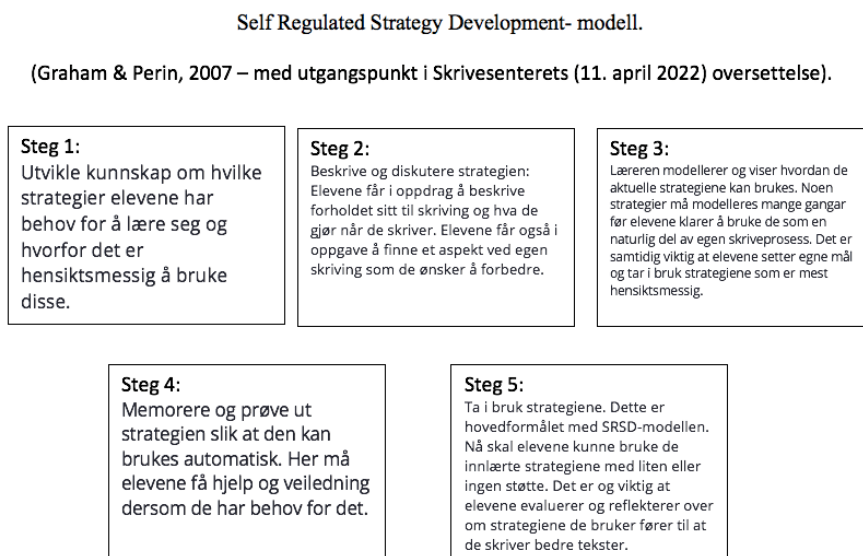 Self Regulated Strategy Development- modell.
(Graham & Perin, 2007 – med utgangspunkt i Skrivesenterets (11. april 2022) oversettelse).
Steg 1:
Utvikle kunnskap om hvilke
strategier elevene har
behov for å lære seg og
hvorfor det er
hensiktsmessig å bruke
disse.
Steg 2:
Beskrive og diskutere strategien:
Elevene får i oppdrag å beskrive
forholdet sitt til skriving og hva de
gjør når de skriver. Elevene får også i
oppgave å finne et aspekt ved egen
skriving som de ønsker å forbedre.
Steg 3:
Læreren modellerer og viser hvordan de
aktuelle strategiene kan brukes. Noen
strategier må modelleres mange gangar
før elevene klarer å bruke de som en
naturlig del av egen skriveprosess. Det er
samtidig viktig at elevene setter egne mål
og tar i bruk strategiene som er mest
hensiktsmessig.
Steg 4:
Memorere og prøve ut
strategien slik at den kan
brukes automatisk. Her må
elevene få hjelp og veiledning
dersom de har behov for det.
Steg 5:
Ta i bruk strategiene. Dette er
hovedformålet med SRSD-modellen.
Nå skal elevene kunne bruke de
innlærte strategiene med liten eller
ingen støtte. Det er og viktig at
elevene evaluerer og reflekterer over
om strategiene de bruker fører til at
de skriver bedre tekster.